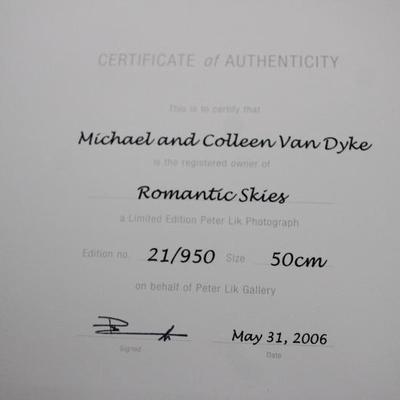 CERTIFICATE of AUTHENTICITY
This is to certify that
Michael and Colleen Van Dyke
is the registered owner of
Romantic Skies
a Limited Edition Peter Lik Photograph
Edition no. 21/950 Size 50cm
on behalf of Peter Lik Gallery
May 31, 2006
Signed Date